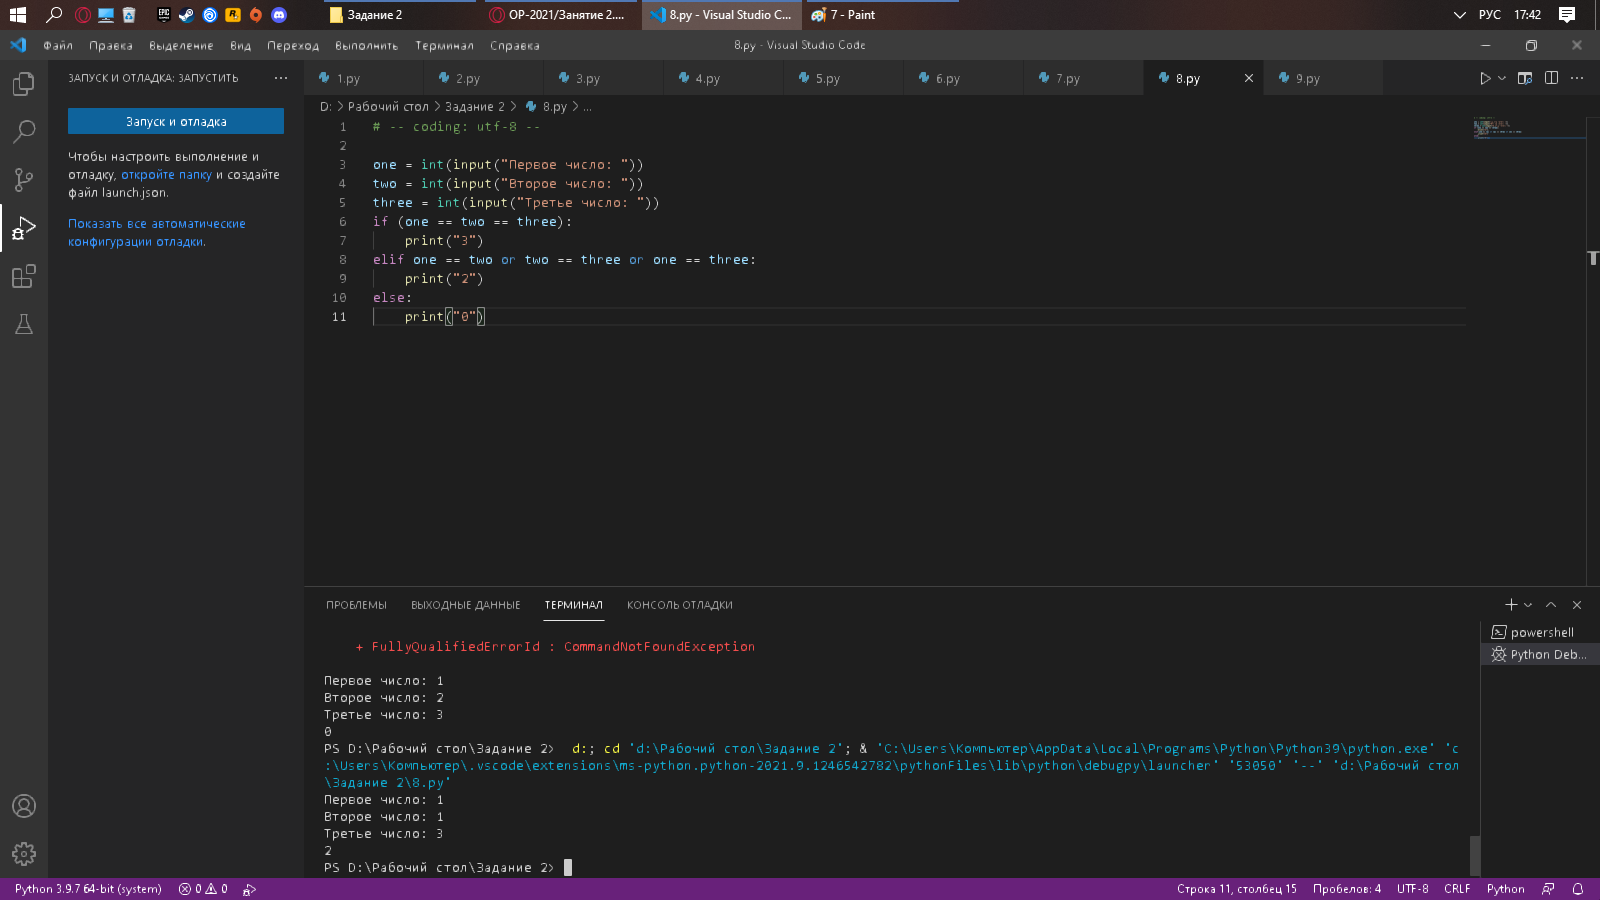 Задание 2
OP-2021/Занятие 2....
8.py - Visual Studio C...
7 - Paint
РУС
17:42
Файл Правка Выделение Вид Переход Выполнить Терминал Справка
8.py - Visual Studio Code
ЗАПУСК И ОТЛАДКА: ЗАПУСТИТЬ ...
1.py
2.py
3.py
4.py
5.py
6.py
7.py
8.py
9.py
Запуск и отладка
Чтобы настроить выполнение и
отладку, откройте папку и создайте
файл launch.json.
Показать все автоматические
конфигурации отладки.
D: > Рабочий стол > Задание 2 > 8.py > ...
1 # -- coding: utf-8 --
2
3 one = int(input("Первое число: "))
4 two = int(input("Второе число: "))
5 three = int(input("Третье число: "))
6 if (one == two == three):
7 print("3")
8 elif one == two or two == three or one == three:
9 print("2")
10 else:
11 print("0")
ПРОБЛЕМЫ ВЫХОДНЫЕ ДАННЫЕ ТЕРМИНАЛ КОНСОЛЬ ОТЛАДКИ
powershell
Python Deb...
+ FullyQualifiedErrorId : CommandNotFoundException
Первое число: 1
Второе число: 2
Третье число: 3
0
PS D:\Рабочий стол\Задание 2>  d:; cd 'd:\Рабочий стол\Задание 2'; & 'C:\Users\Компьютер\AppData\Local\Programs\Python\Python39\python.exe' 'c
:\Users\Компьютер\.vscode\extensions\ms-python.python-2021.9.1246542782\pythonFiles\lib\python\debugpy\launcher' '53050' '--' 'd:\Рабочий стол
\Задание 2\8.py'
Первое число: 1
Второе число: 1
Третье число: 3
2
PS D:\Рабочий стол\Задание 2>
Python 3.9.7 64-bit (system) 0 0
Строка 11, столбец 15 Пробелов: 4 UTF-8 CRLF Python